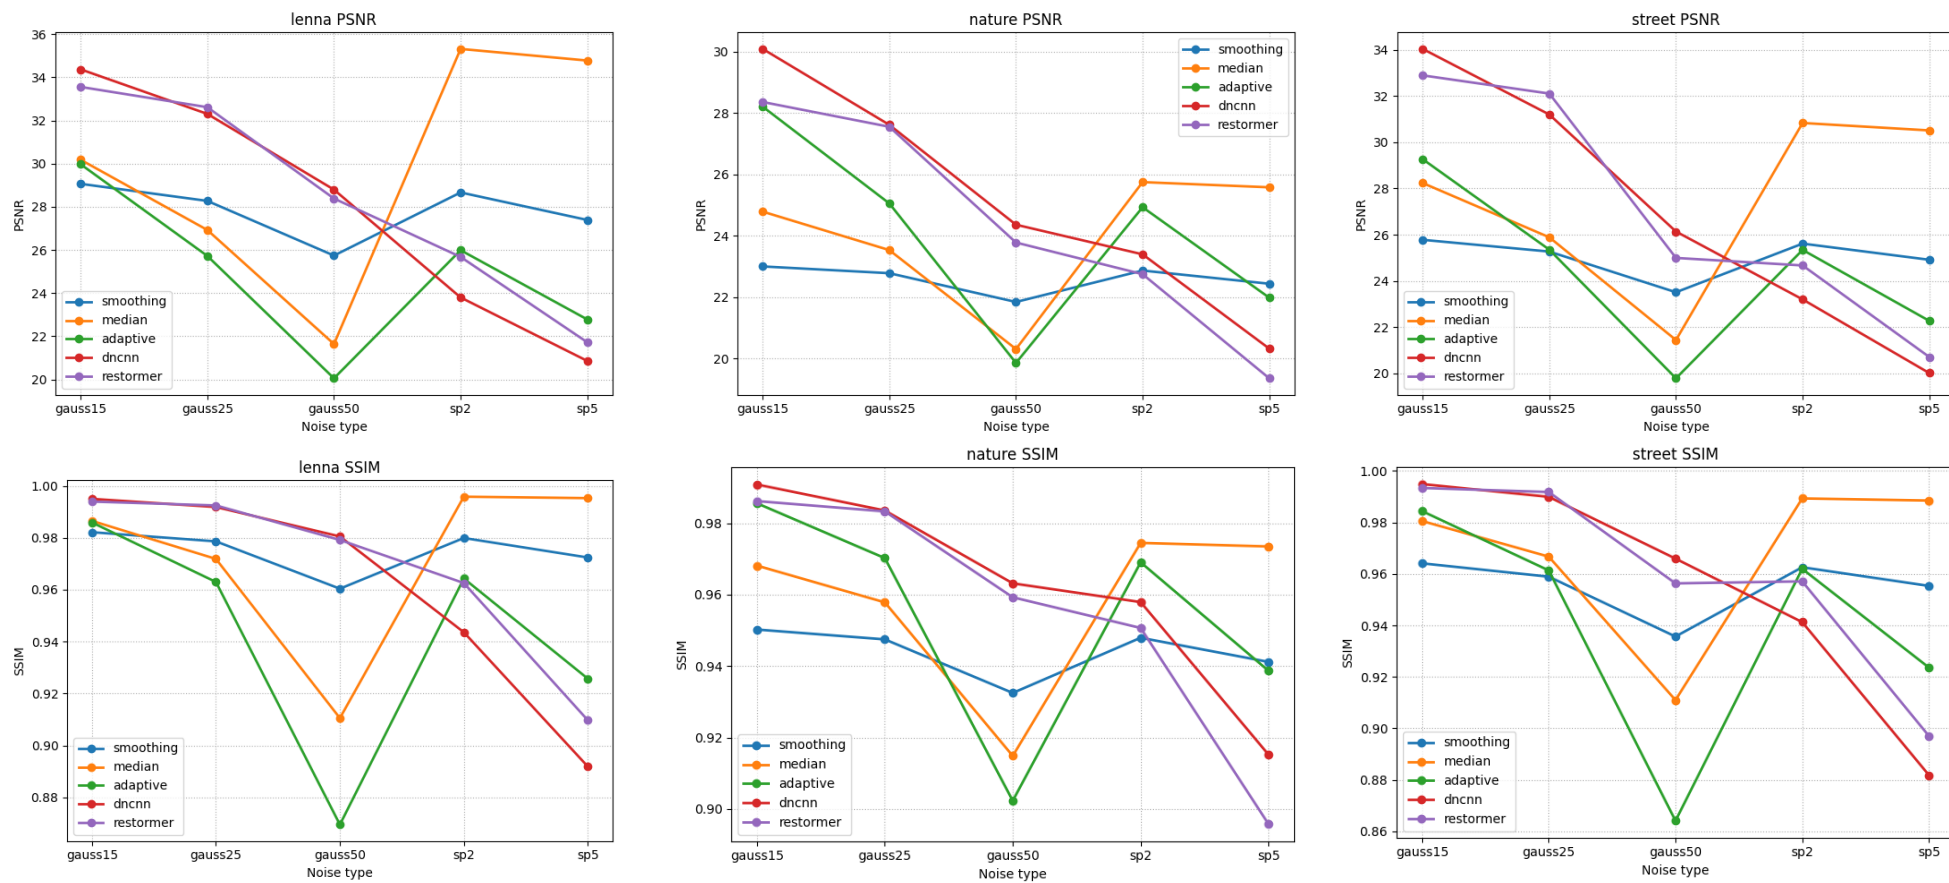 lenna PSNR
PSNR
36
34
32
30
28
26
24
22
20
smoothing
median
adaptive
dncnn
restormer
gauss15 gauss25 gauss50 sp2 sp5
Noise type
nature PSNR
PSNR
30
28
26
24
22
20
smoothing
median
adaptive
dncnn
restormer
gauss15 gauss25 gauss50 sp2 sp5
Noise type
street PSNR
PSNR
34
32
30
28
26
24
22
20
smoothing
median
adaptive
dncnn
restormer
gauss15 gauss25 gauss50 sp2 sp5
Noise type
lenna SSIM
SSIM
1.00
0.98
0.96
0.94
0.92
0.90
0.88
smoothing
median
adaptive
dncnn
restormer
gauss15 gauss25 gauss50 sp2 sp5
Noise type
nature SSIM
SSIM
0.98
0.96
0.94
0.92
0.90
smoothing
median
adaptive
dncnn
restormer
gauss15 gauss25 gauss50 sp2 sp5
Noise type
street SSIM
SSIM
1.00
0.98
0.96
0.94
0.92
0.90
0.88
0.86
smoothing
median
adaptive
dncnn
restormer
gauss15 gauss25 gauss50 sp2 sp5
Noise type